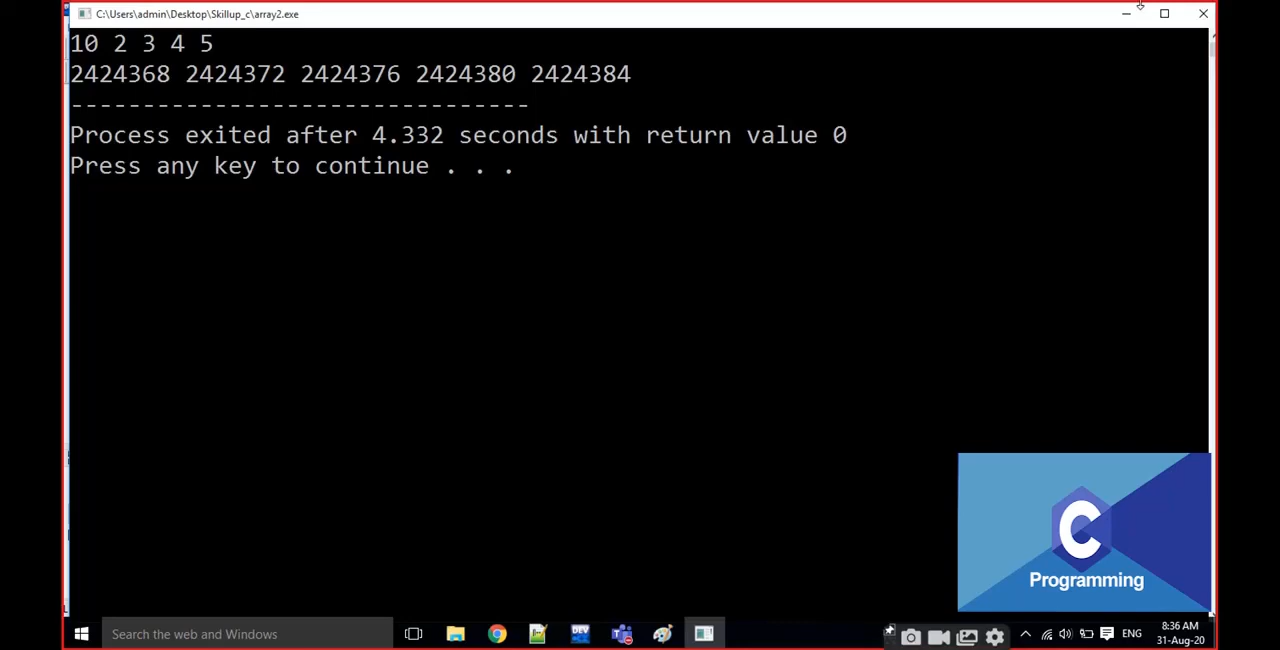 C:\Users\admin\Desktop\Skillup_c\array2.exe
10 2 3 4 5
2424368 2424372 2424376 2424380 2424384
--------------------------------
Process exited after 4.332 seconds with return value 0
Press any key to continue . . .
C
Programming
Search the web and Windows
DEV
ENG
8:36 AM
31-Aug-20